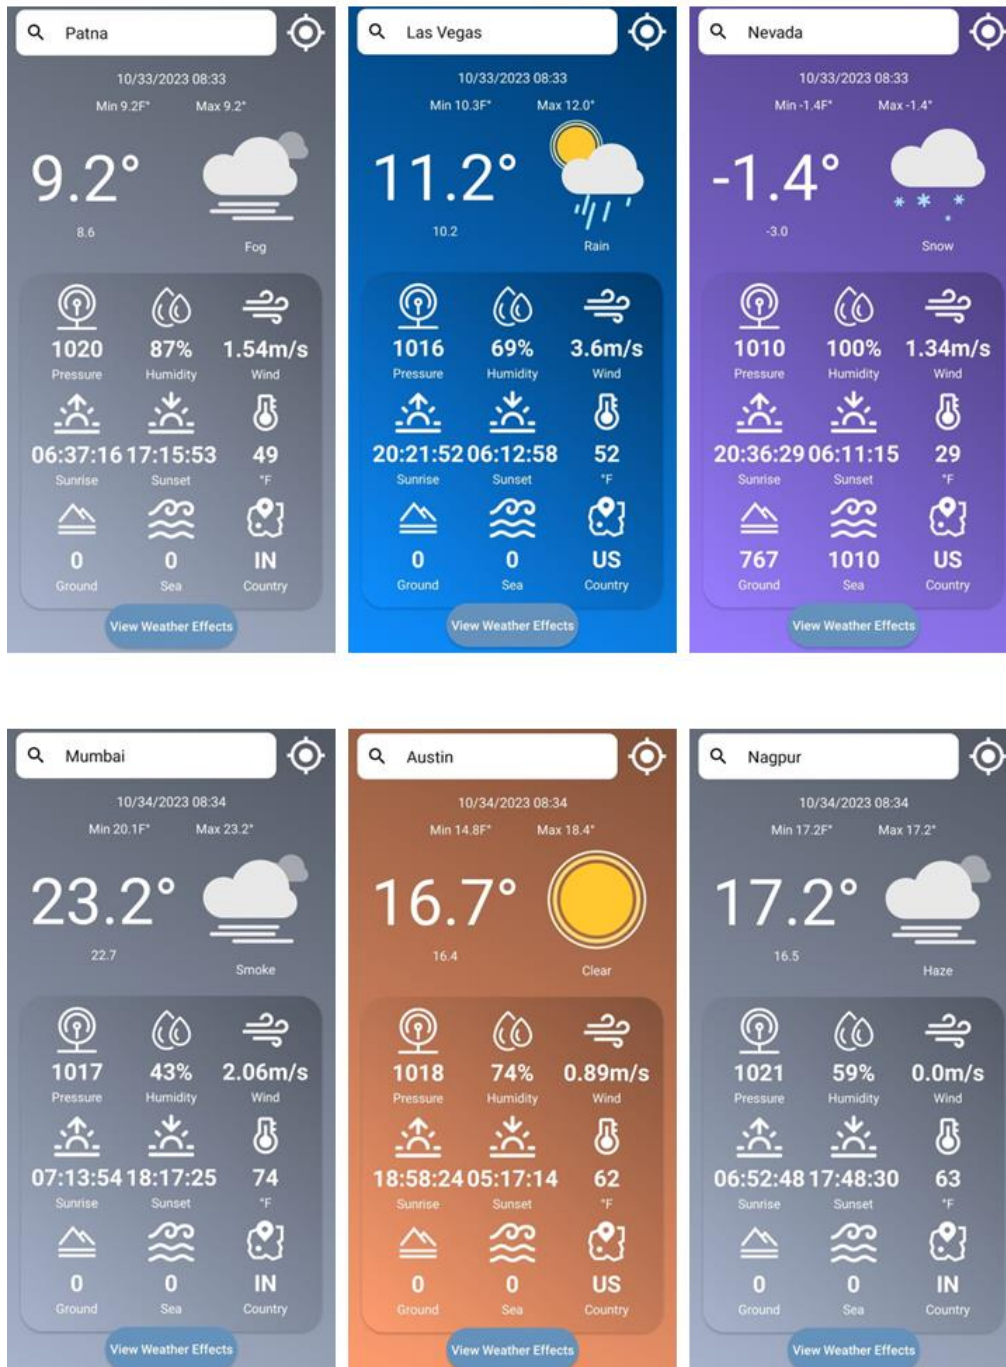 Patna
10/33/2023 08:33
Min 9.2F° Max 9.2°
9.2°
8.6
Fog
1020 87% 1.54m/s
Pressure Humidity Wind
06:37:16 17:15:53 49
Sunrise Sunset °F
0 0 IN
Ground Sea Country
View Weather Effects
Las Vegas
10/33/2023 08:33
Min 10.3F° Max 12.0°
11.2°
10.2
Rain
1016 69% 3.6m/s
Pressure Humidity Wind
20:21:52 06:12:58 52
Sunrise Sunset °F
0 0 US
Ground Sea Country
View Weather Effects
Nevada
10/33/2023 08:33
Min -1.4F° Max -1.4°
-1.4°
-3.0
Snow
1010 100% 1.34m/s
Pressure Humidity Wind
20:36:29 06:11:15 29
Sunrise Sunset °F
767 1010 US
Ground Sea Country
View Weather Effects
Mumbai
10/34/2023 08:34
Min 20.1F° Max 23.2°
23.2°
22.7
Smoke
1017 43% 2.06m/s
Pressure Humidity Wind
07:13:54 18:17:25 74
Sunrise Sunset °F
0 0 IN
Ground Sea Country
View Weather Effects
Austin
10/34/2023 08:34
Min 14.8F° Max 18.4°
16.7°
16.4
Clear
1018 74% 0.89m/s
Pressure Humidity Wind
18:58:24 05:17:14 62
Sunrise Sunset °F
0 0 US
Ground Sea Country
View Weather Effects
Nagpur
10/34/2023 08:34
Min 17.2F° Max 17.2°
17.2°
16.5
Haze
1021 59% 0.0m/s
Pressure Humidity Wind
06:52:48 17:48:30 63
Sunrise Sunset °F
0 0 IN
Ground Sea Country
View Weather Effects